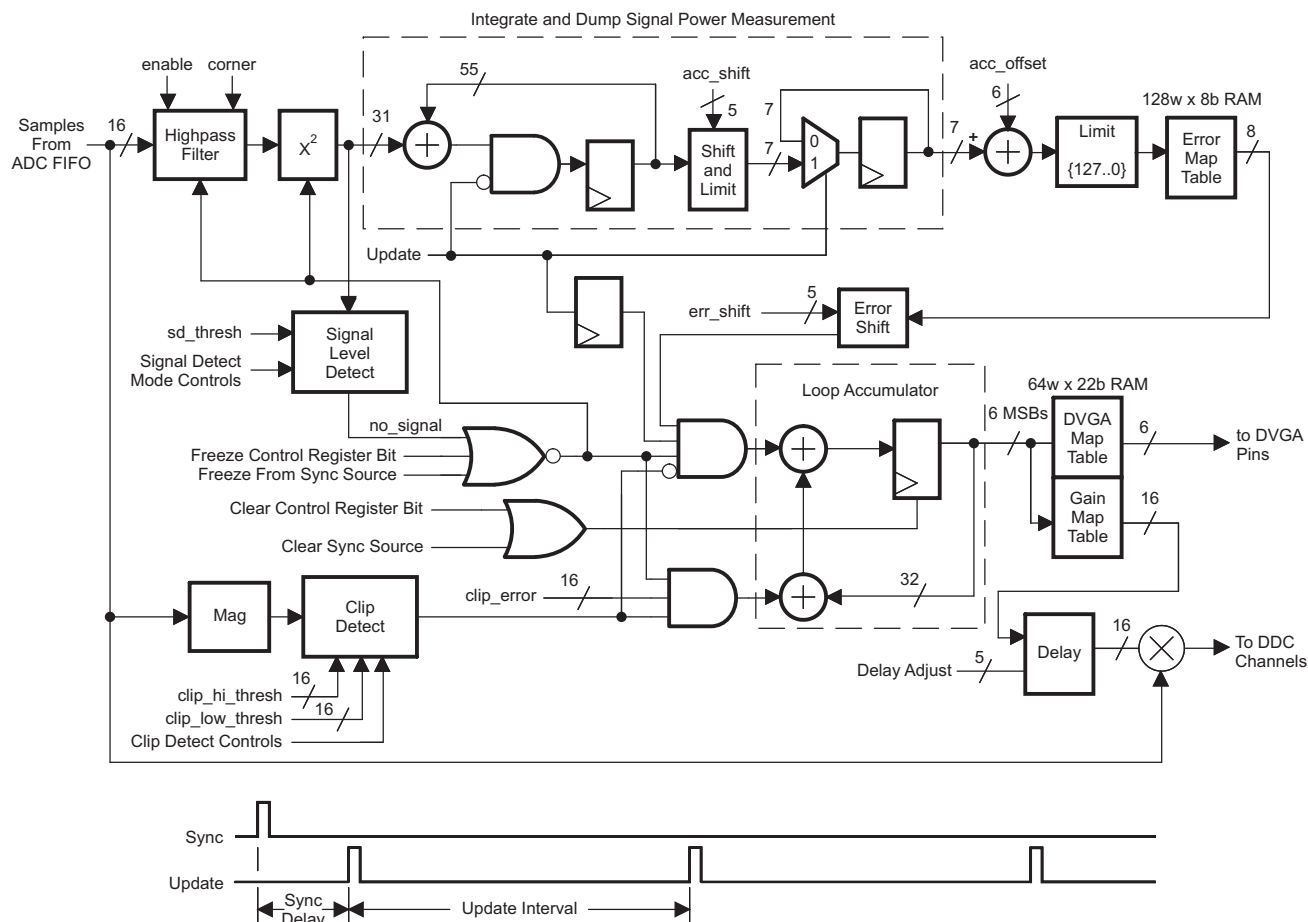 Integrate and Dump Signal Power Measurement
enable
corner
55
acc_shift
acc_offset
128w x 8b RAM
Samples
From
ADC FIFO
16
Highpass
Filter
X2
31
+
5
Shift
and
Limit
7
7
0
1
7
6
+
+
Limit
{127..0}
Error
Map
Table
8
Update
err_shift
5
Error
Shift
sd_thresh
Signal Detect
Mode Controls
Signal
Level
Detect
Loop Accumulator
64w x 22b RAM
6 MSBs
DVGA
Map
Table
6
to DVGA
Pins
no_signal
Freeze Control Register Bit
Freeze From Sync Source
+
Clear Control Register Bit
Clear Sync Source
Gain
Map
Table
16
Mag
Clip
Detect
clip_error
16
+
32
clip_hi_thresh
16
clip_low_thresh
16
Clip Detect Controls
Delay Adjust
5
Delay
16
To DDC
Channels
Sync
Update
Sync
Delay
Update Interval